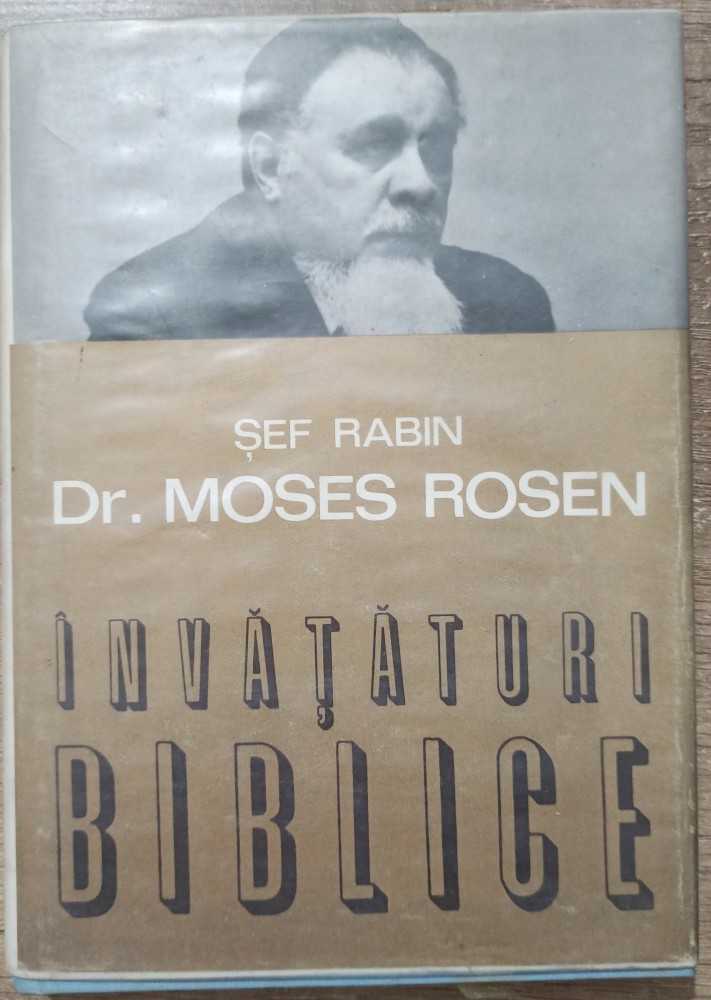 ȘEF RABIN
Dr. MOSES ROSEN
ÎNVĂȚĂTURI
BIBLICE